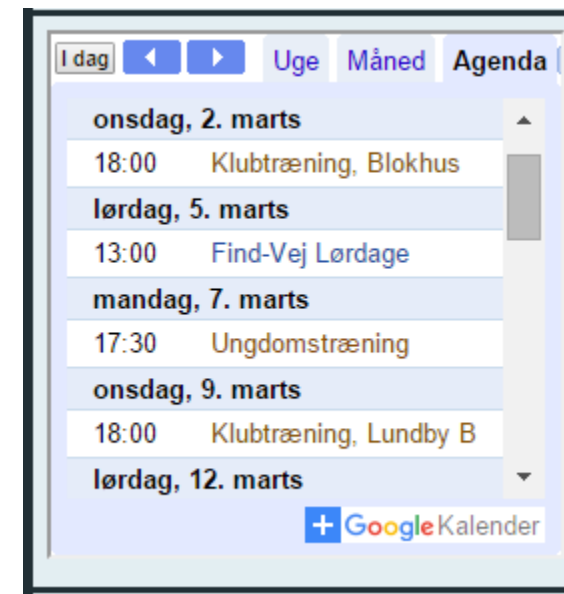 I dag Uge Måned Agenda
onsdag, 2. marts
18:00 Klubtræning, Blokhus
lørdag, 5. marts
13:00 Find-Vej Lørdage
mandag, 7. marts
17:30 Ungdomstræning
onsdag, 9. marts
18:00 Klubtræning, Lundby B
lørdag, 12. marts
+ Google Kalender